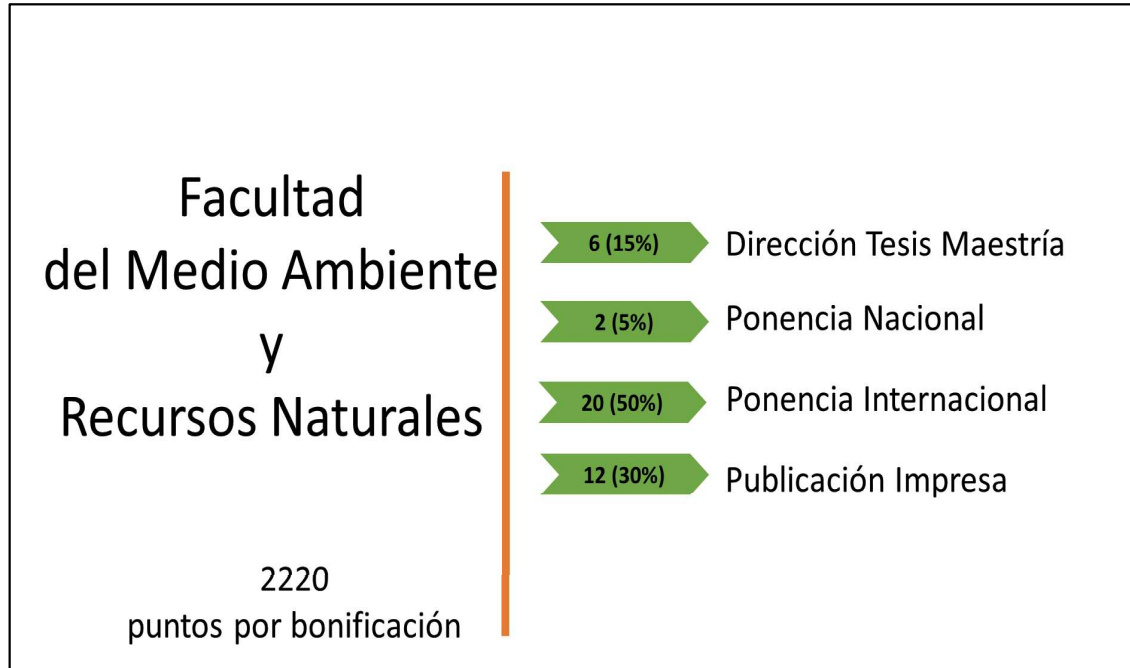 Facultad
del Medio Ambiente
y
Recursos Naturales
2220
puntos por bonificación
6 (15%) Dirección Tesis Maestría
2 (5%) Ponencia Nacional
20 (50%) Ponencia Internacional
12 (30%) Publicación Impresa